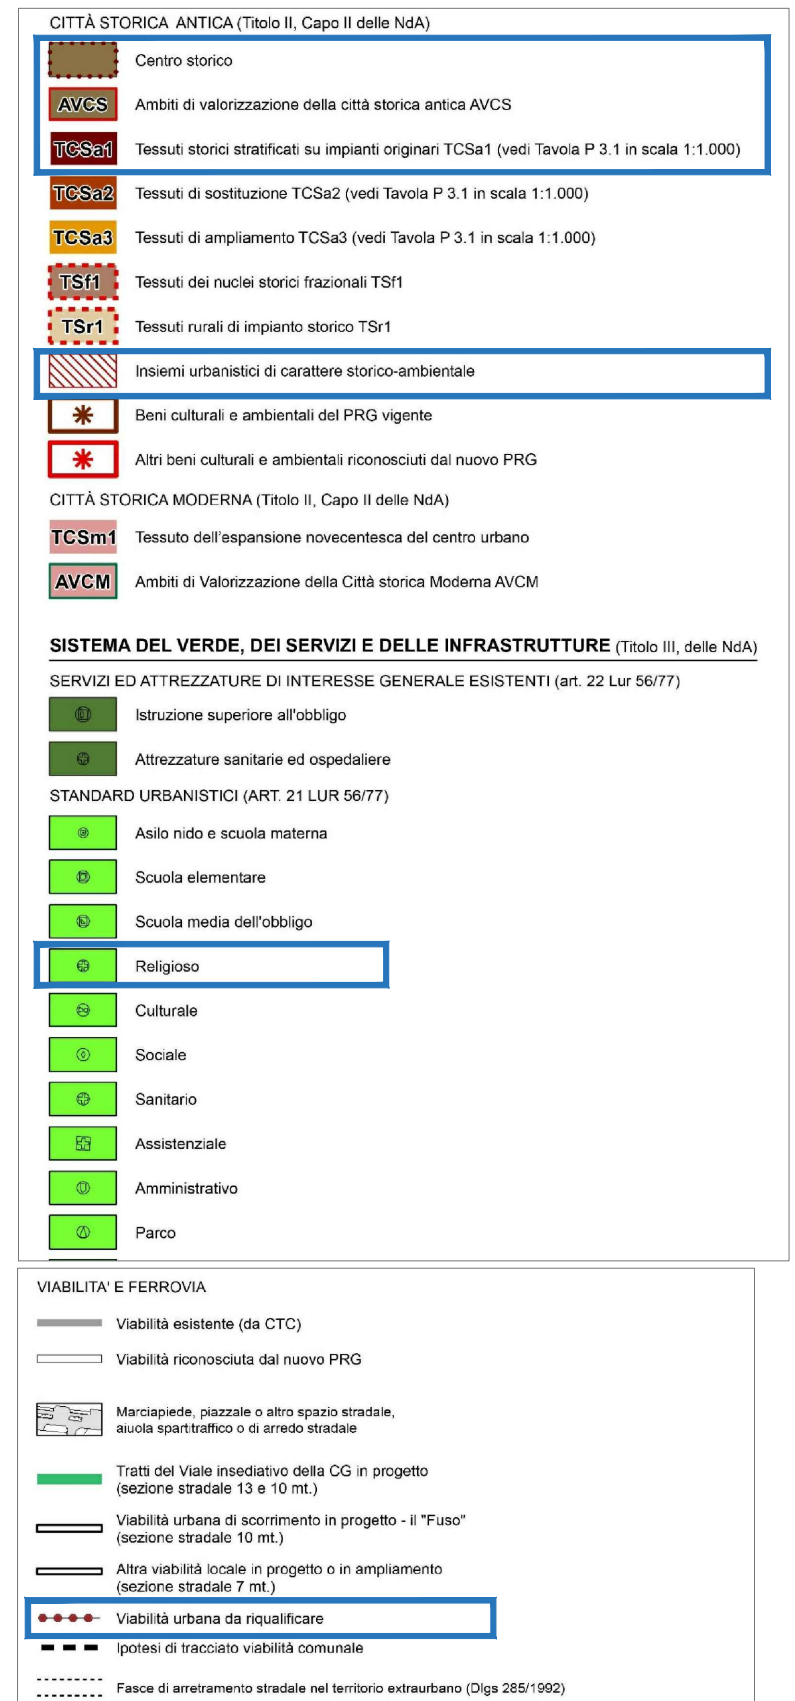 CITTÀ STORICA ANTICA (Titolo II, Capo II delle NdA)
Centro storico
AVCS Ambiti di valorizzazione della città storica antica AVCS
TCSa1 Tessuti storici stratificati su impianti originari TCSa1 (vedi Tavola P 3.1 in scala 1:1.000)
TCSa2 Tessuti di sostituzione TCSa2 (vedi Tavola P 3.1 in scala 1:1.000)
TCSa3 Tessuti di ampliamento TCSa3 (vedi Tavola P 3.1 in scala 1:1.000)
TSf1 Tessuti dei nuclei storici frazionali TSf1
TSr1 Tessuti rurali di impianto storico TSr1
Insiemi urbanistici di carattere storico-ambientale
Beni culturali e ambientali del PRG vigente
Altri beni culturali e ambientali riconosciuti dal nuovo PRG
CITTÀ STORICA MODERNA (Titolo II, Capo II delle NdA)
TCSm1 Tessuto dell'espansione novecentesca del centro urbano
AVCM Ambiti di Valorizzazione della Città storica Moderna AVCM
SISTEMA DEL VERDE, DEI SERVIZI E DELLE INFRASTRUTTURE (Titolo III, delle NdA)
SERVIZI ED ATTREZZATURE DI INTERESSE GENERALE ESISTENTI (art. 22 Lur 56/77)
Istruzione superiore all'obbligo
Attrezzature sanitarie ed ospedaliere
STANDARD URBANISTICI (ART. 21 LUR 56/77)
Asilo nido e scuola materna
Scuola elementare
Scuola media dell'obbligo
Religioso
Culturale
Sociale
Sanitario
Assistenziale
Amministrativo
Parco
VIABILITA' E FERROVIA
Viabilità esistente (da CTC)
Viabilità riconosciuta dal nuovo PRG
Marciapiede, piazzale o altro spazio stradale,
aiuola spartitraffico o di arredo stradale
Tratti del Viale insediativo della CG in progetto
(sezione stradale 13 e 10 mt.)
Viabilità urbana di scorrimento in progetto - il "Fuso"
(sezione stradale 10 mt.)
Altra viabilità locale in progetto o in ampliamento
(sezione stradale 7 mt.)
Viabilità urbana da riqualificare
Ipotesi di tracciato viabilità comunale
Fasce di arretramento stradale nel territorio extraurbano (Dlgs 285/1992)